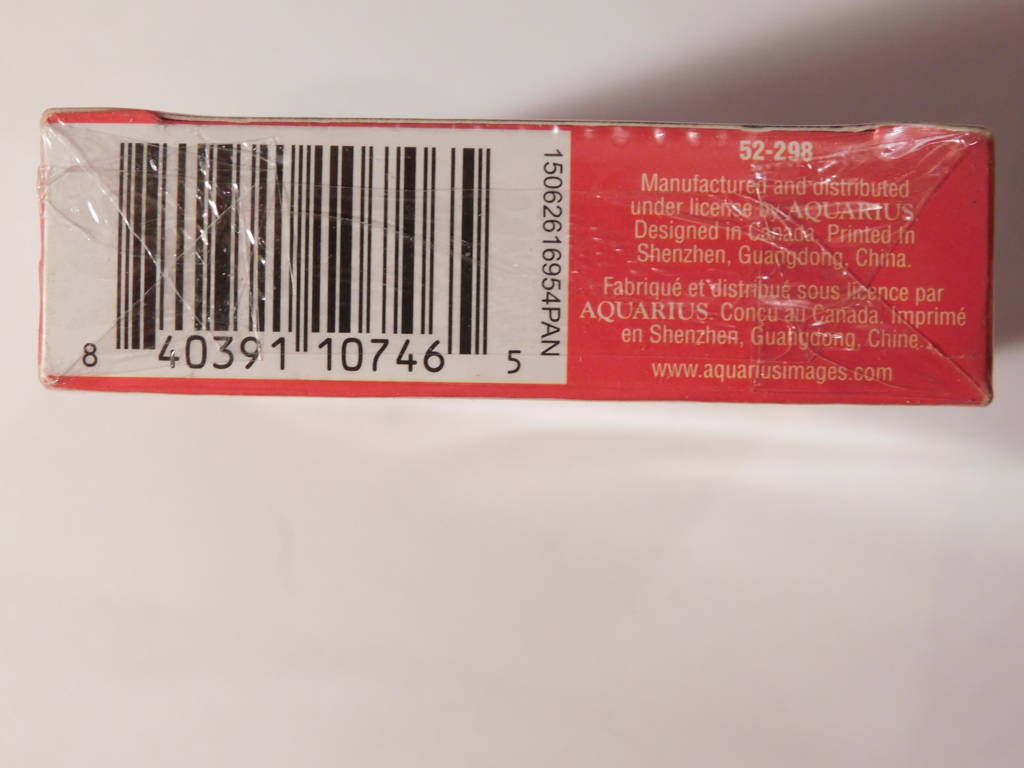 52-298
Manufactured and distributed
under license by AQUARIUS
Designed in Canada. Printed in
Shenzhen, Guangdong, China.
Fabriqué et distribué sous licence par
AQUARIUS. Conçu au Canada. Imprimé
en Shenzhen, Guangdong, Chine.
www.aquariusimages.com
15062616954PAN
8 40391 10746 5